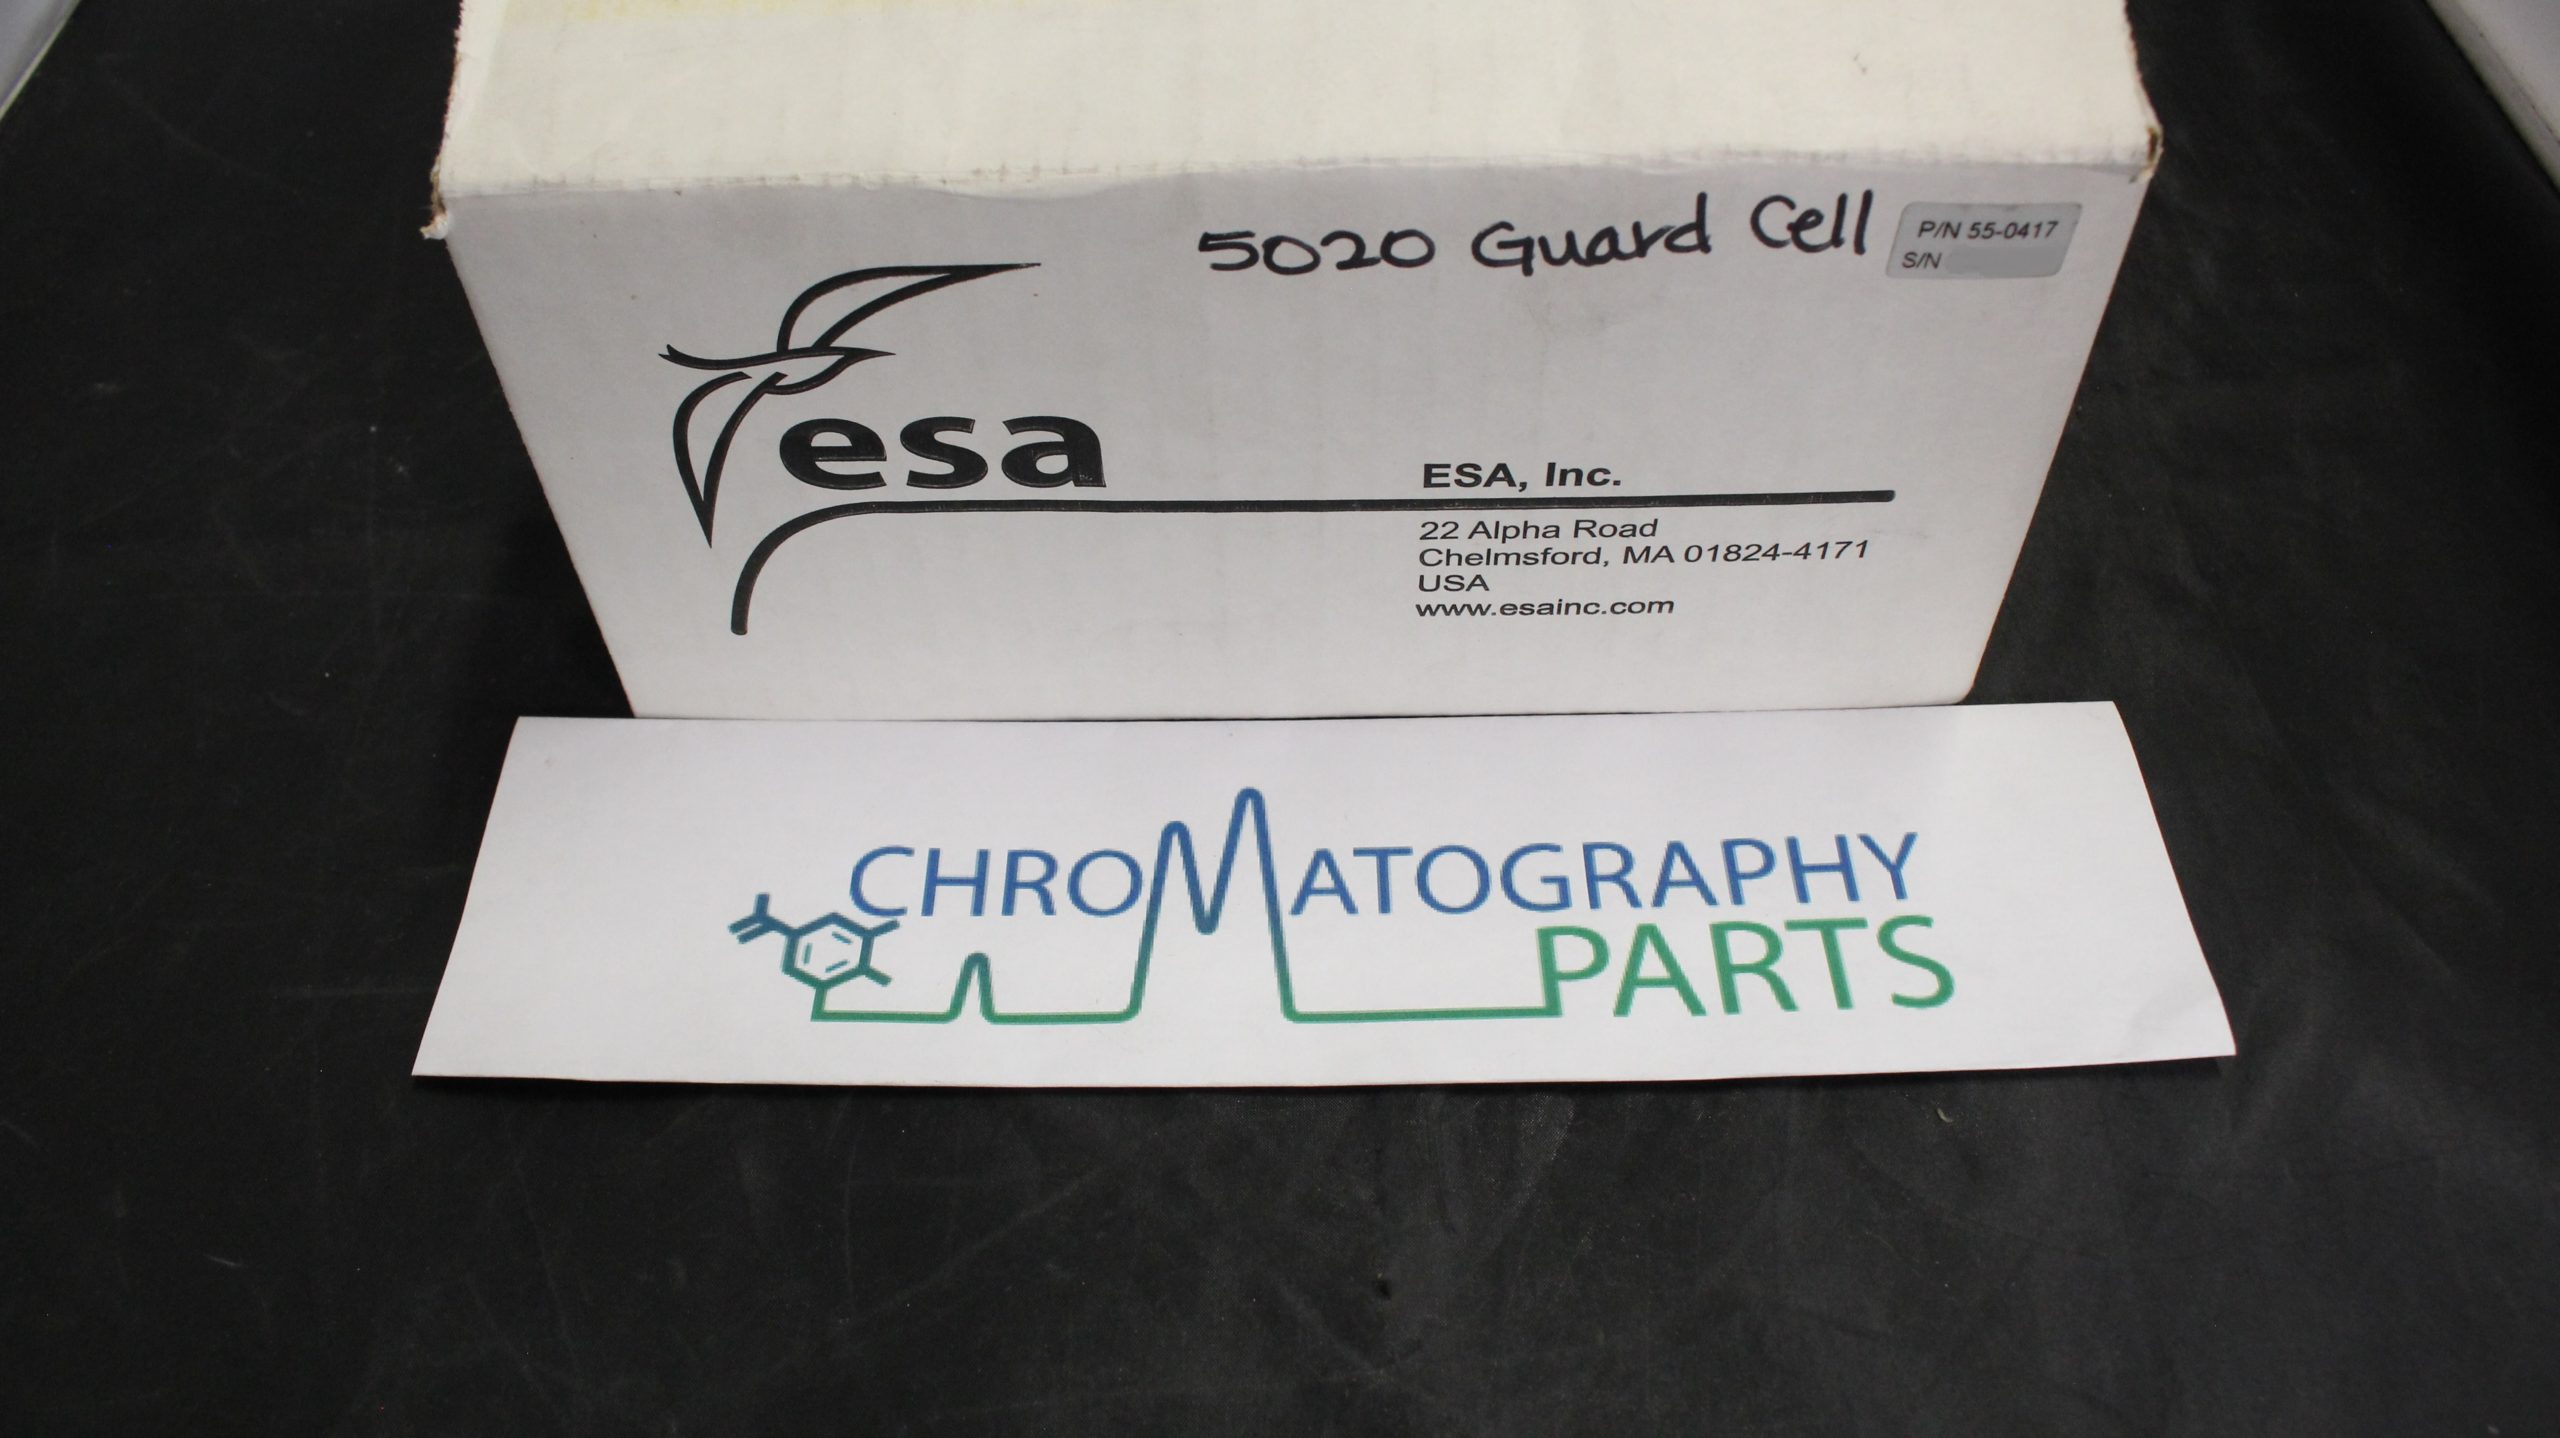 5020 Guard Cell
P/N 55-0417
S/N
esa
ESA, Inc.
22 Alpha Road
Chelmsford, MA 01824-4171
USA
www.esainc.com
CHROMATOGRAPHY
PARTS